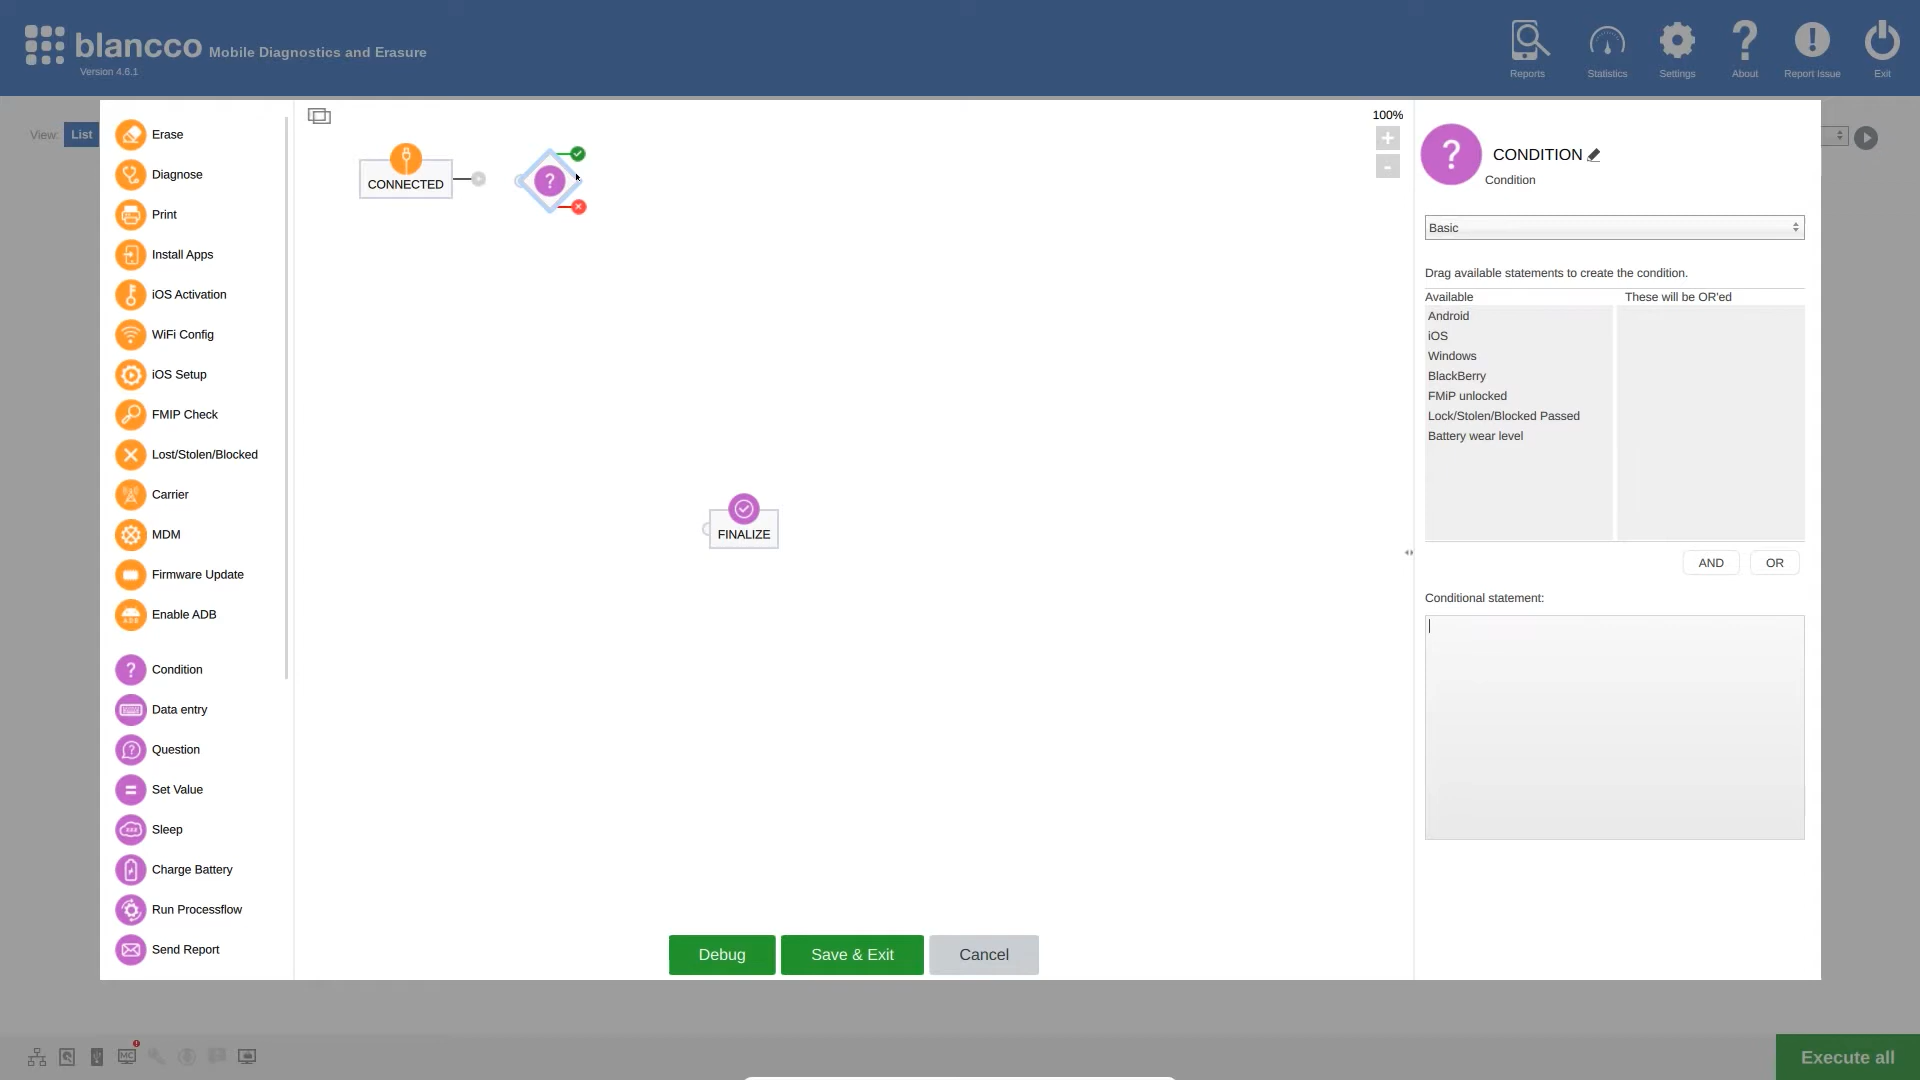 blancco Mobile Diagnostics and Erasure
Version 4.6.1
Reports
Statistics
Settings
About
Report Issue
Exit
View: List
Erase
Diagnose
Print
Install Apps
iOS Activation
WiFi Config
iOS Setup
FMIP Check
Lost/Stolen/Blocked
Carrier
MDM
Firmware Update
Enable ADB
Condition
Data entry
Question
Set Value
Sleep
Charge Battery
Run Processflow
Send Report
CONNECTED
FINALIZE
100%
+
-
CONDITION
Condition
Basic
Drag available statements to create the condition.
Available These will be OR'ed
Android
iOS
Windows
BlackBerry
FMiP unlocked
Lock/Stolen/Blocked Passed
Battery wear level
AND OR
Conditional statement:
Debug Save & Exit Cancel
MC
Execute all